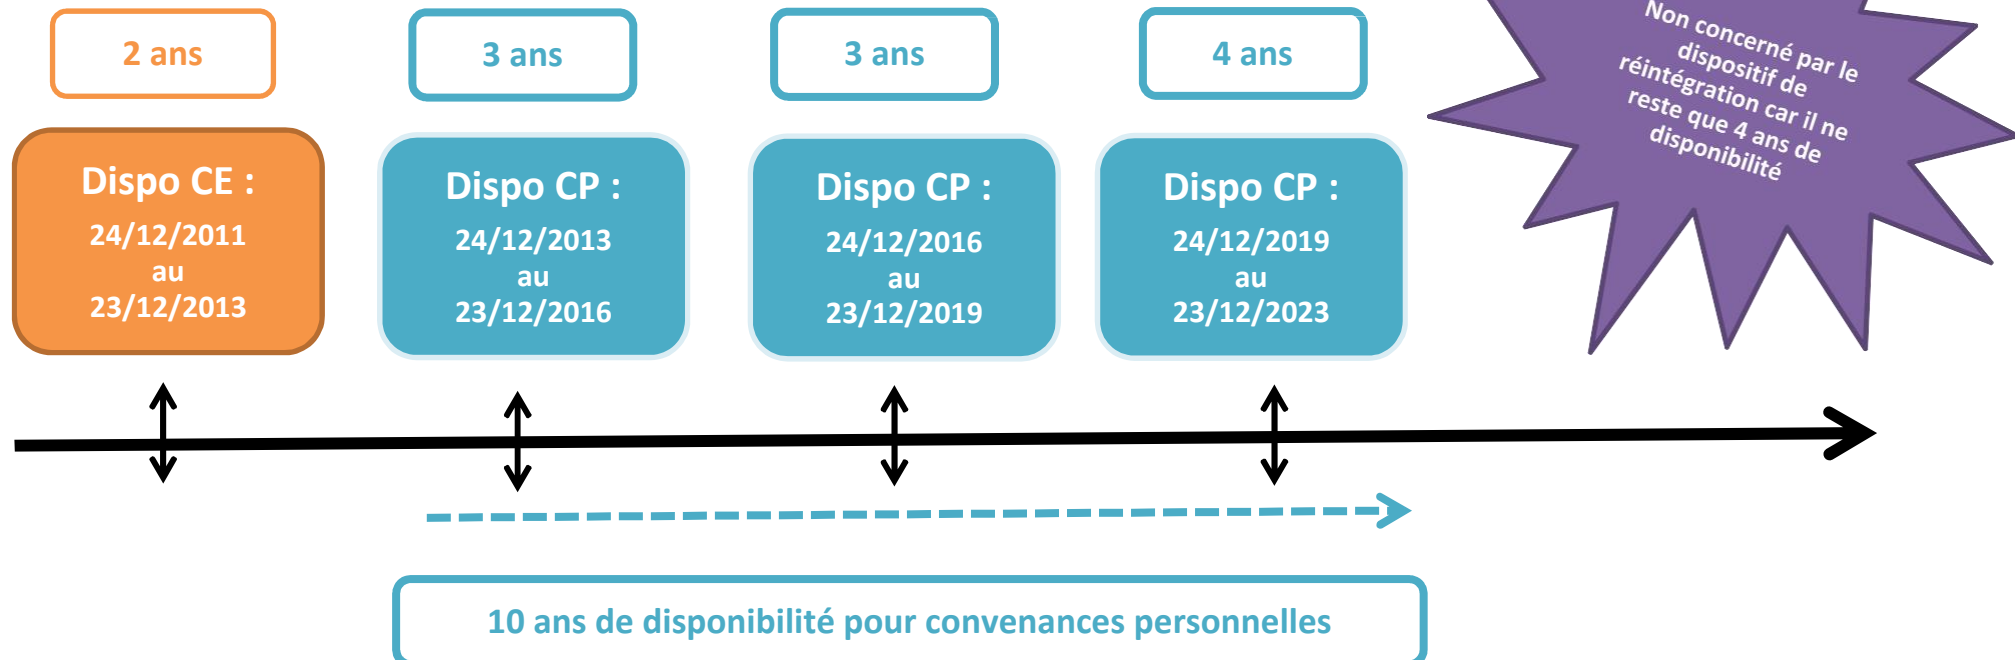 2 ans
3 ans
3 ans
4 ans
Non concerné par le
dispositif de
réintégration car il ne
reste que 4 ans de
disponibilité
Dispo CE :
24/12/2011
au
23/12/2013
Dispo CP :
24/12/2013
au
23/12/2016
Dispo CP :
24/12/2016
au
23/12/2019
Dispo CP :
24/12/2019
au
23/12/2023
10 ans de disponibilité pour convenances personnelles